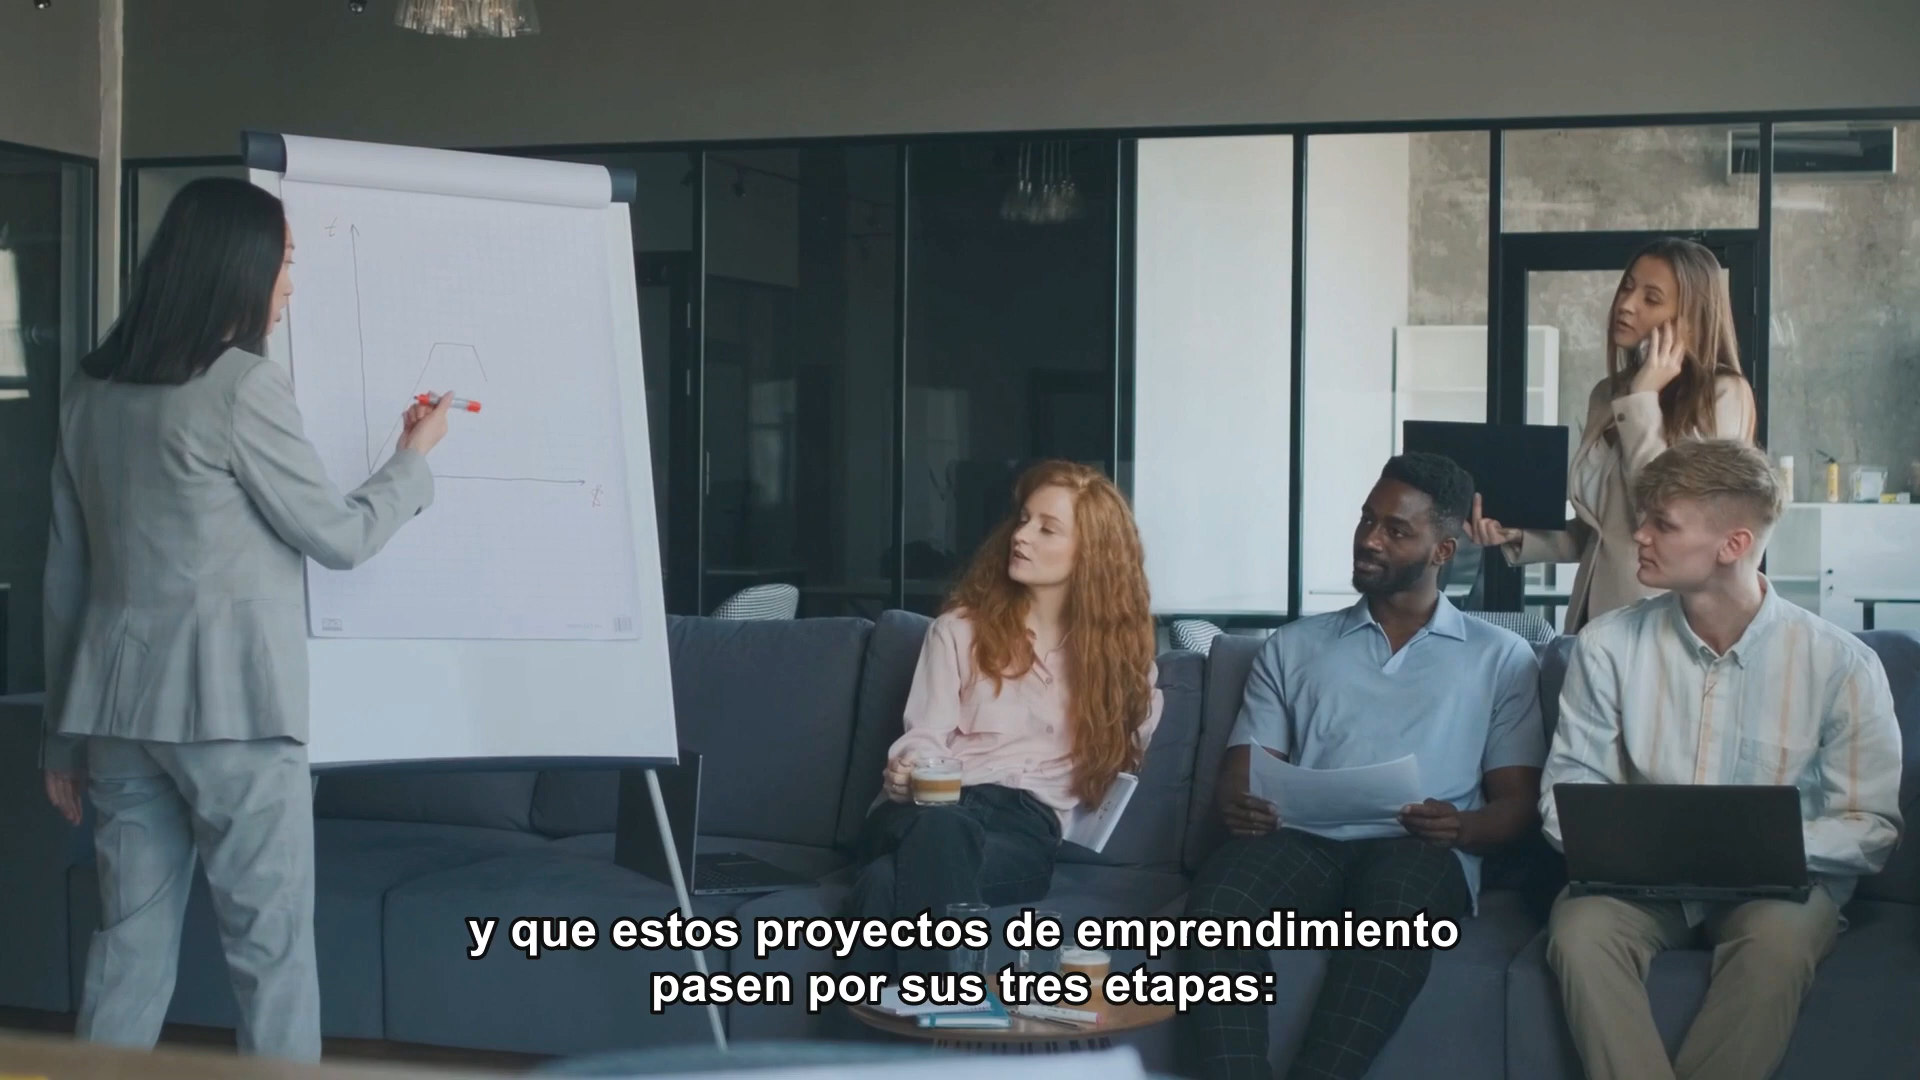 t
$
y que estos proyectos de emprendimiento
pasen por sus tres etapas: